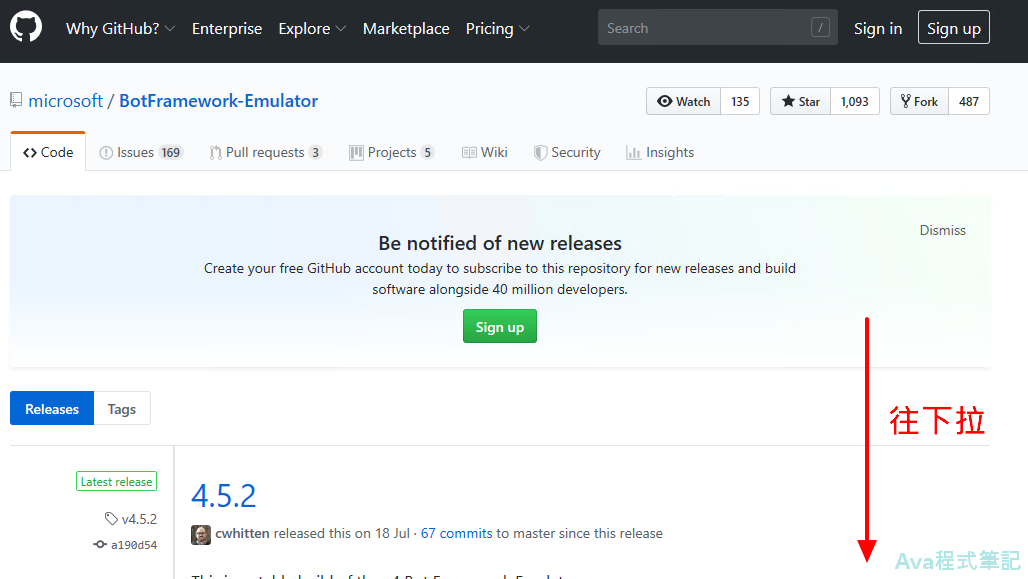 Why GitHub? Enterprise Explore Marketplace Pricing Search / Sign in Sign up
microsoft / BotFramework-Emulator Watch 135 Star 1,093 Fork 487
Code Issues 169 Pull requests 3 Projects 5 Wiki Security Insights
Dismiss
Be notified of new releases
Create your free GitHub account today to subscribe to this repository for new releases and build
software alongside 40 million developers.
Sign up
Releases Tags
往下拉
Latest release
4.5.2
v4.5.2
cwhitten released this on 18 Jul · 67 commits to master since this release
a190d54
Ava程式筆記